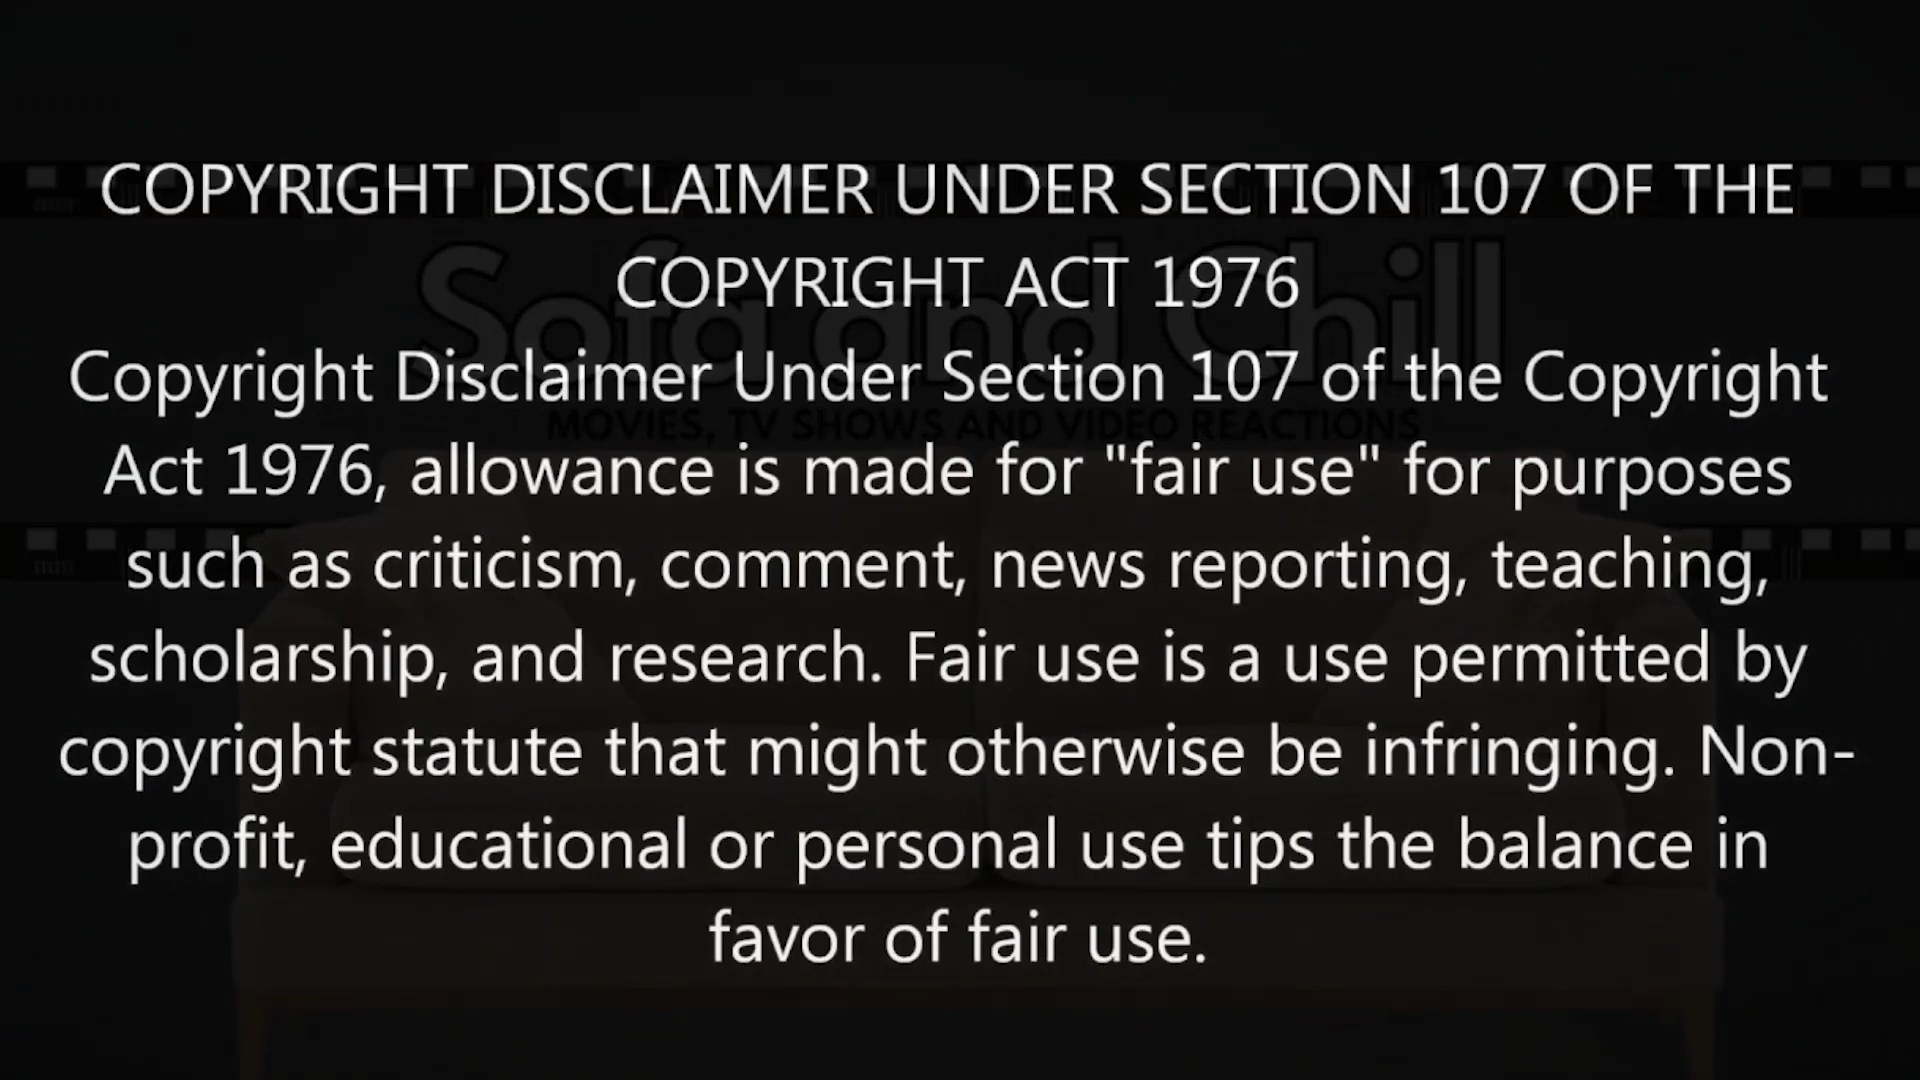 COPYRIGHT DISCLAIMER UNDER SECTION 107 OF THE
COPYRIGHT ACT 1976
Sofa and Chill
Copyright Disclaimer Under Section 107 of the Copyright
MOVIES, TV SHOWS AND VIDEO REACTIONS
Act 1976, allowance is made for "fair use" for purposes
such as criticism, comment, news reporting, teaching,
scholarship, and research. Fair use is a use permitted by
copyright statute that might otherwise be infringing. Non-
profit, educational or personal use tips the balance in
favor of fair use.